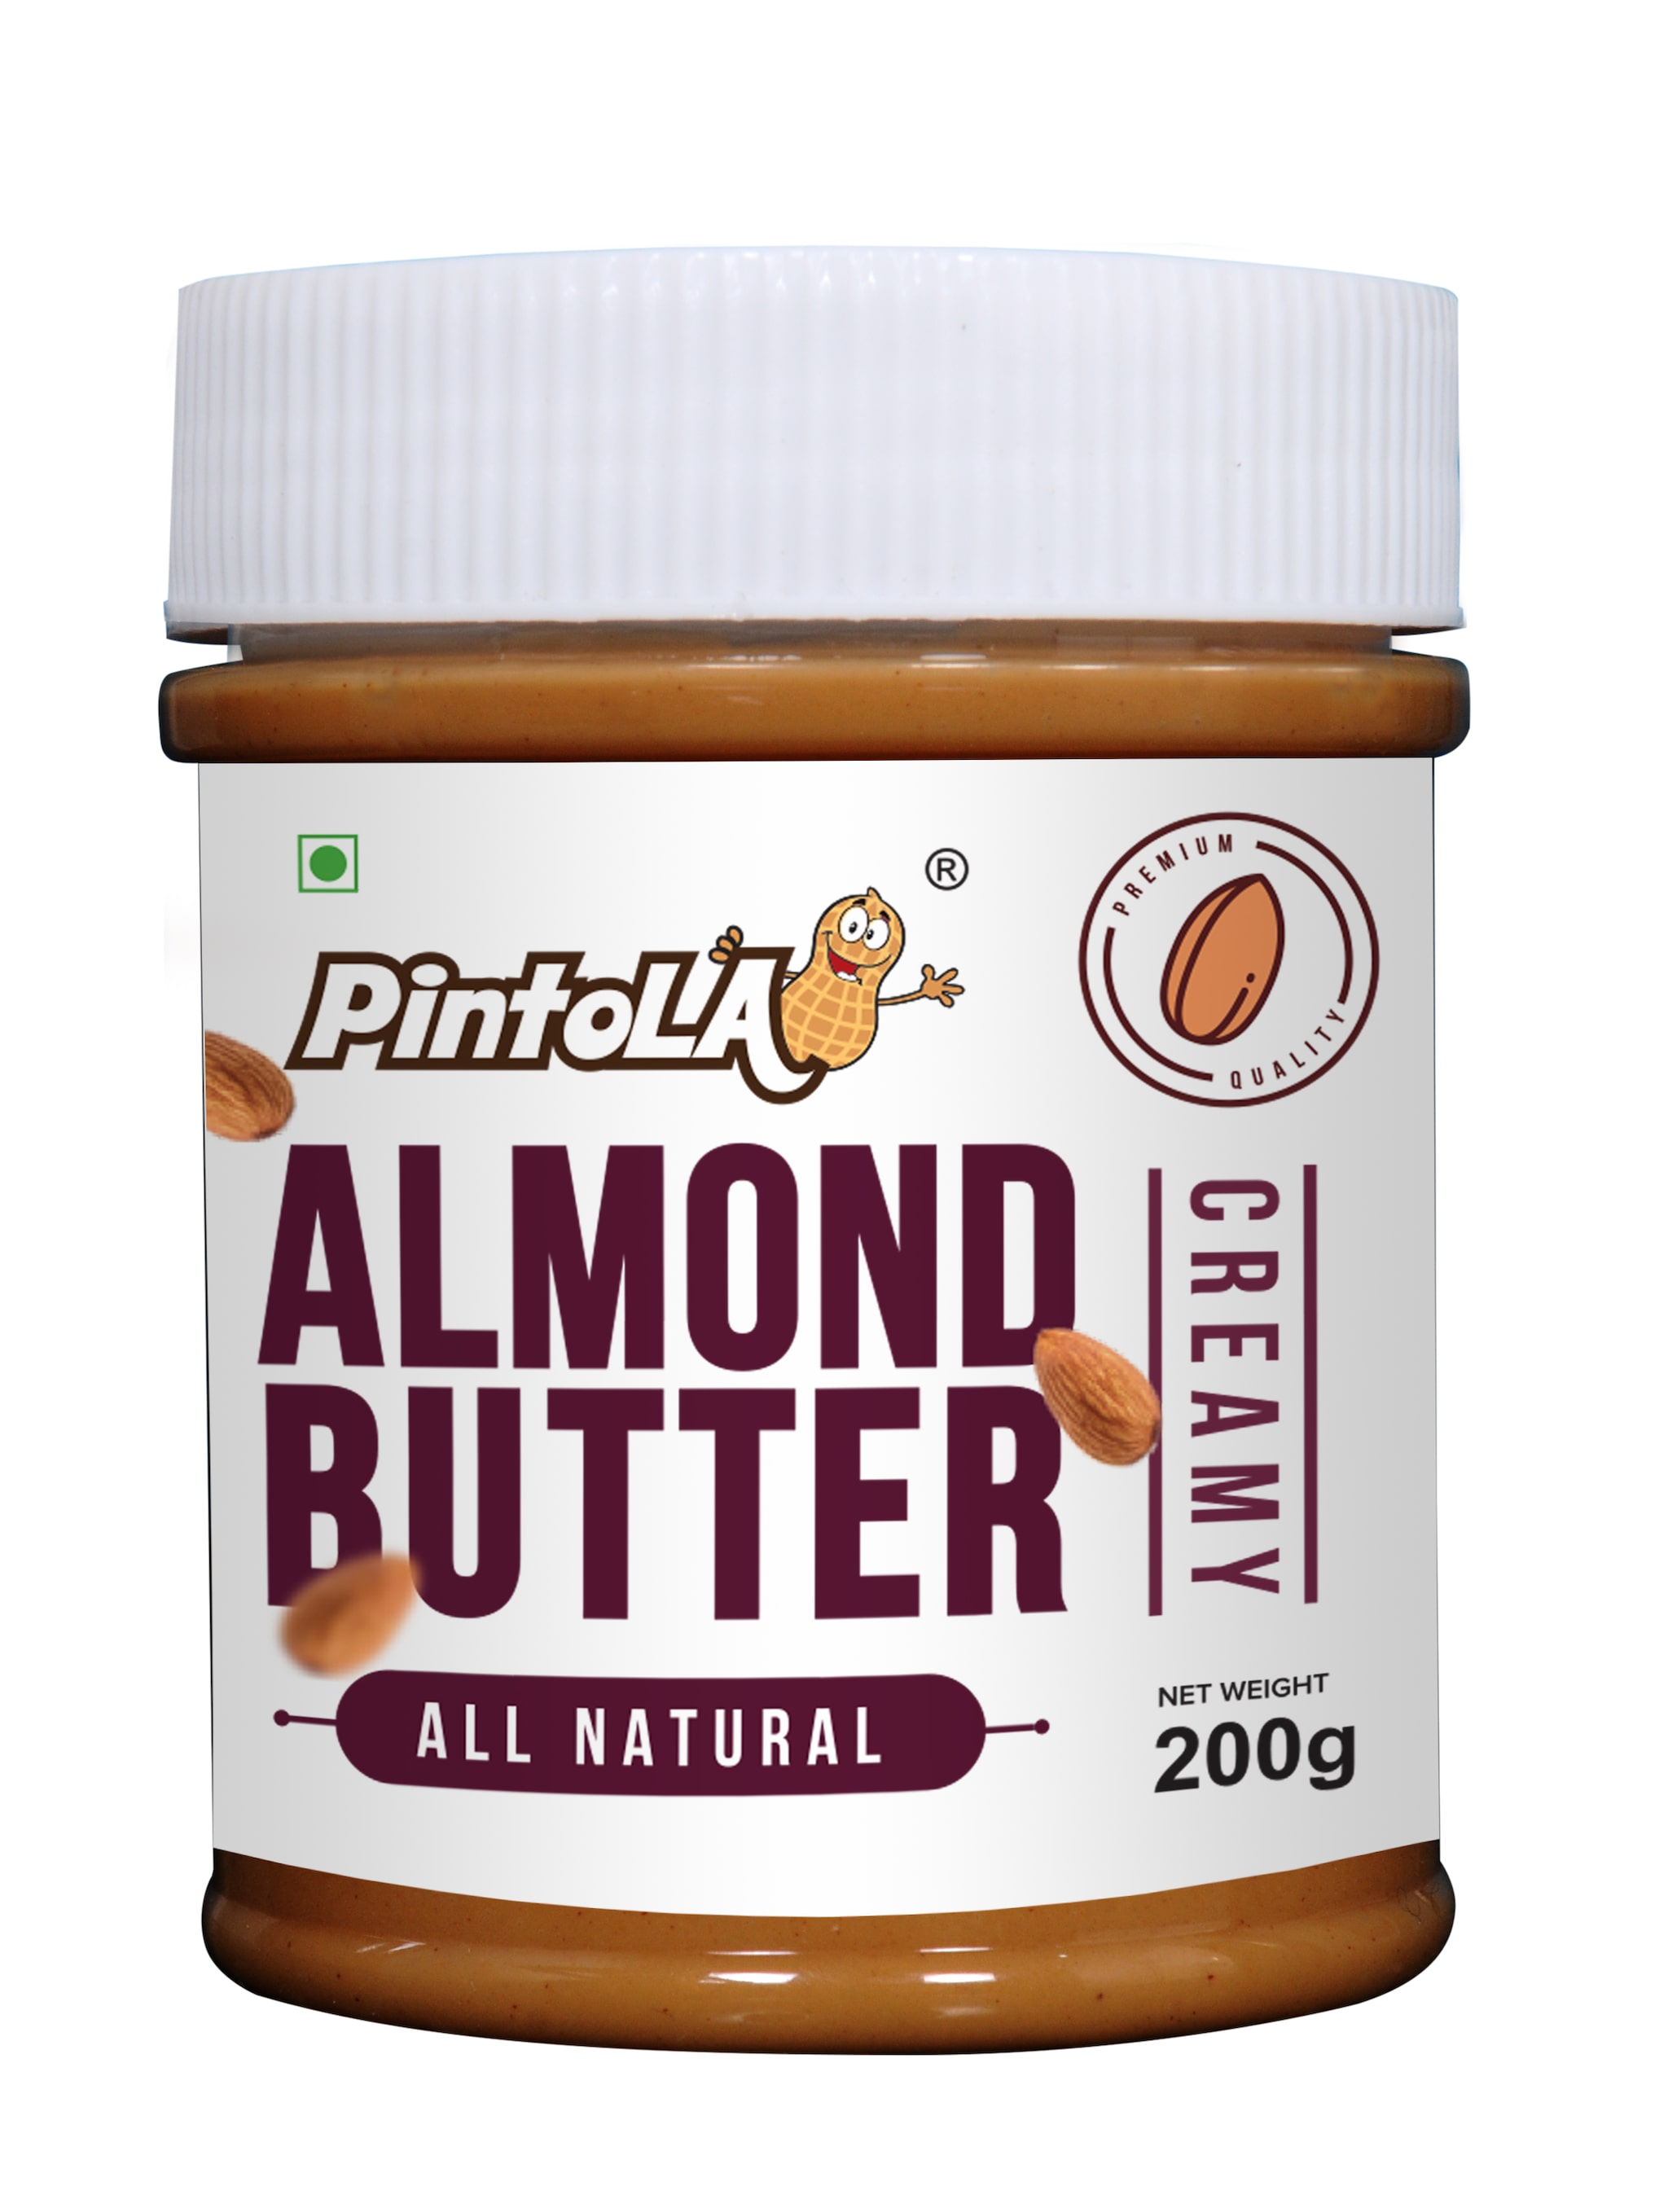 ®
PintoLA
PREMIUM
QUALITY
ALMOND
BUTTER
CREAMY
ALL NATURAL
NET WEIGHT
200g